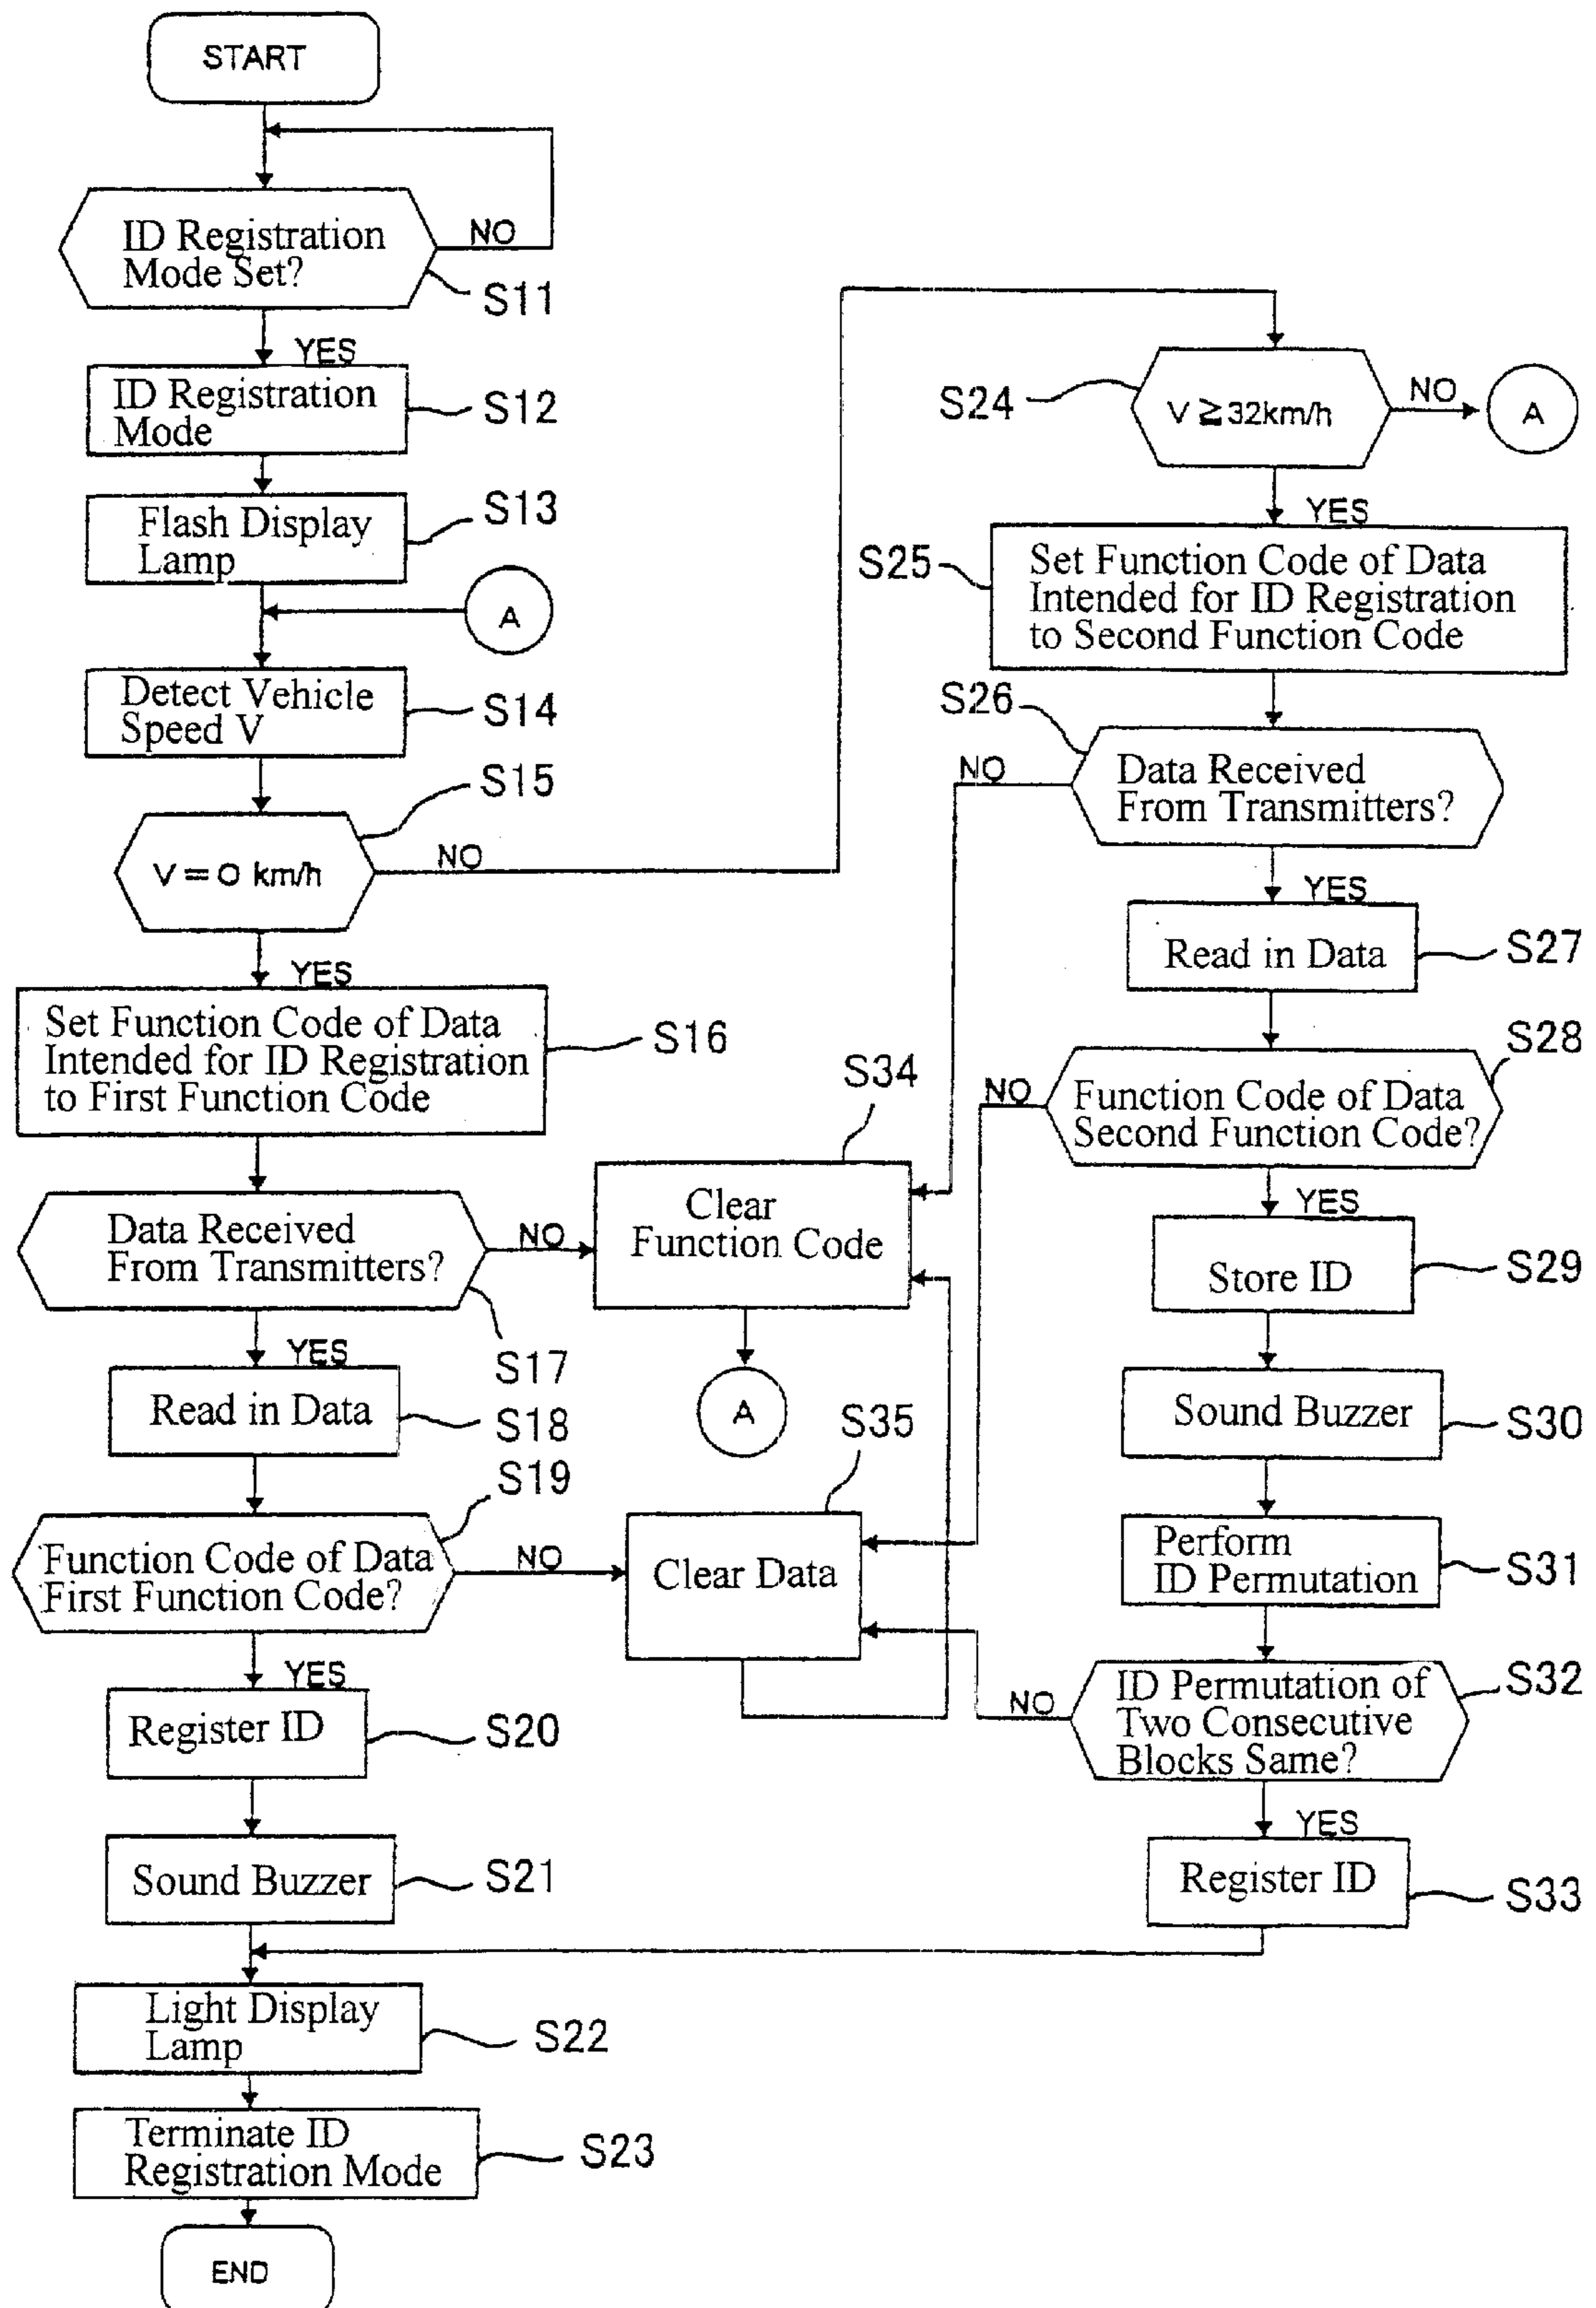 START
ID Registration
Mode Set?
NO
S11
YES
ID Registration
Mode
S12
Flash Display
Lamp
S13
A
Detect Vehicle
Speed V
S14
S15
V = 0 km/h
NO
YES
Set Function Code of Data
Intended for ID Registration
to First Function Code
S16
Data Received
From Transmitters?
NO
S17
YES
Read in Data
S18
S19
Function Code of Data
First Function Code?
NO
YES
Register ID
S20
Sound Buzzer
S21
Light Display
Lamp
S22
Terminate ID
Registration Mode
S23
END
S34
Clear
Function Code
A
S35
Clear Data
S24
V ≧ 32km/h
NO
A
YES
S25
Set Function Code of Data
Intended for ID Registration
to Second Function Code
S26
NO
Data Received
From Transmitters?
YES
Read in Data
S27
S28
NO
Function Code of Data
Second Function Code?
YES
Store ID
S29
Sound Buzzer
S30
Perform
ID Permutation
S31
NO
ID Permutation of
Two Consecutive
Blocks Same?
S32
YES
Register ID
S33